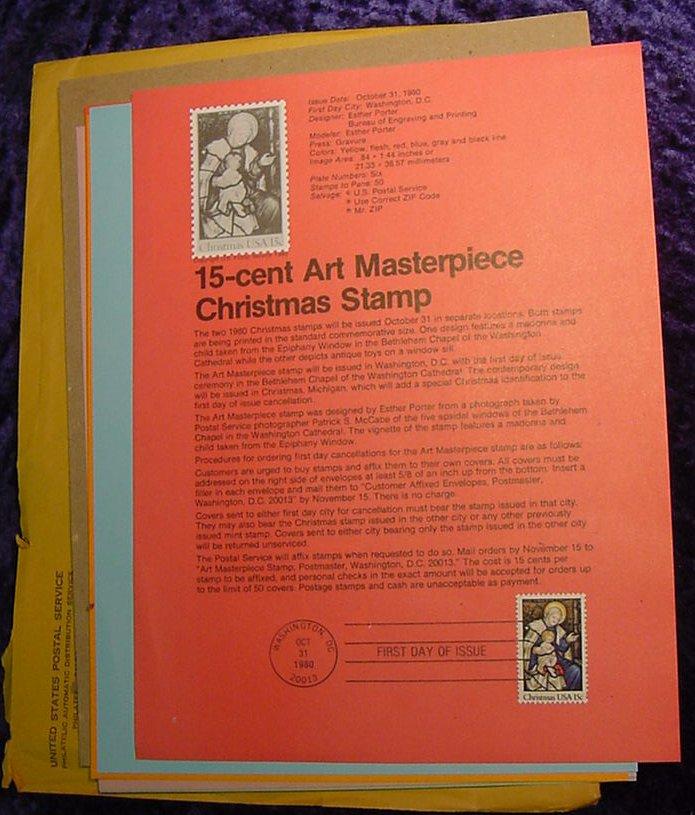 Issue Date: October 31, 1980
First Day City: Washington, D.C.
Designer: Esther Porter
Bureau of Engraving and Printing
Modeler: Esther Porter
Press: Gravure
Colors: Yellow, flesh, red, blue, gray and black line
Image Area: .84 x 1.44 inches or
21.33 x 36.57 millimeters
Plate Numbers: Six
Stamps to Pane: 50
Selvage: © U.S. Postal Service
® Use Correct ZIP Code
® Mr. ZIP
Christmas USA 15c
15-cent Art Masterpiece
Christmas Stamp
The two 1980 Christmas stamps will be issued October 31 in separate locations. Both stamps
are being printed in the standard commemorative size. One design features a madonna and
child taken from the Epiphany Window in the Bethlehem Chapel of the Washington
Cathedral while the other depicts antique toys on a window sill.
The Art Masterpiece stamp will be issued in Washington, D.C. with the first day of issue
ceremony in the Bethlehem Chapel of the Washington Cathedral. The contemporary design
will be issued in Christmas, Michigan, which will add a special Christmas identification to the
first day of issue cancellation.
The Art Masterpiece stamp was designed by Esther Porter from a photograph taken by
Postal Service photographer Patrick S. McCabe of the five apsidal windows of the Bethlehem
Chapel in the Washington Cathedral. The vignette of the stamp features a madonna and
child taken from the Epiphany Window.
Procedures for ordering first day cancellations for the Art Masterpiece stamp are as follows:
Customers are urged to buy stamps and affix them to their own covers. All covers must be
addressed on the right side of envelopes at least 5/8 of an inch up from the bottom. Insert a
filler in each envelope and mail them to "Customer Affixed Envelopes, Postmaster,
Washington, D.C. 20013" by November 15. There is no charge.
Covers sent to either first day city for cancellation must bear the stamp issued in that city.
They may also bear the Christmas stamp issued in the other city or any other previously
issued mint stamp. Covers sent to either city bearing only the stamp issued in the other city
will be returned unserviced.
The Postal Service will affix stamps when requested to do so. Mail orders by November 15 to
"Art Masterpiece Stamp, Postmaster, Washington, D.C. 20013." The cost is 15 cents per
stamp to be affixed, and personal checks in the exact amount will be accepted for orders up
to the limit of 50 covers. Postage stamps and cash are unacceptable as payment.
WASHINGTON, DC
OCT
31
1980
20013
FIRST DAY OF ISSUE
Christmas USA 15c
UNITED STATES POSTAL SERVICE
PHILATELIC AUTOMATIC DISTRIBUTION SERVICE